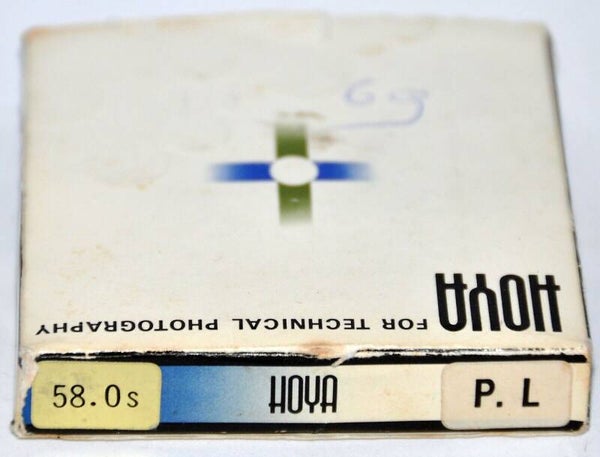 HOYA FOR TECHNICAL PHOTOGRAPHY
58.0s HOYA P. L